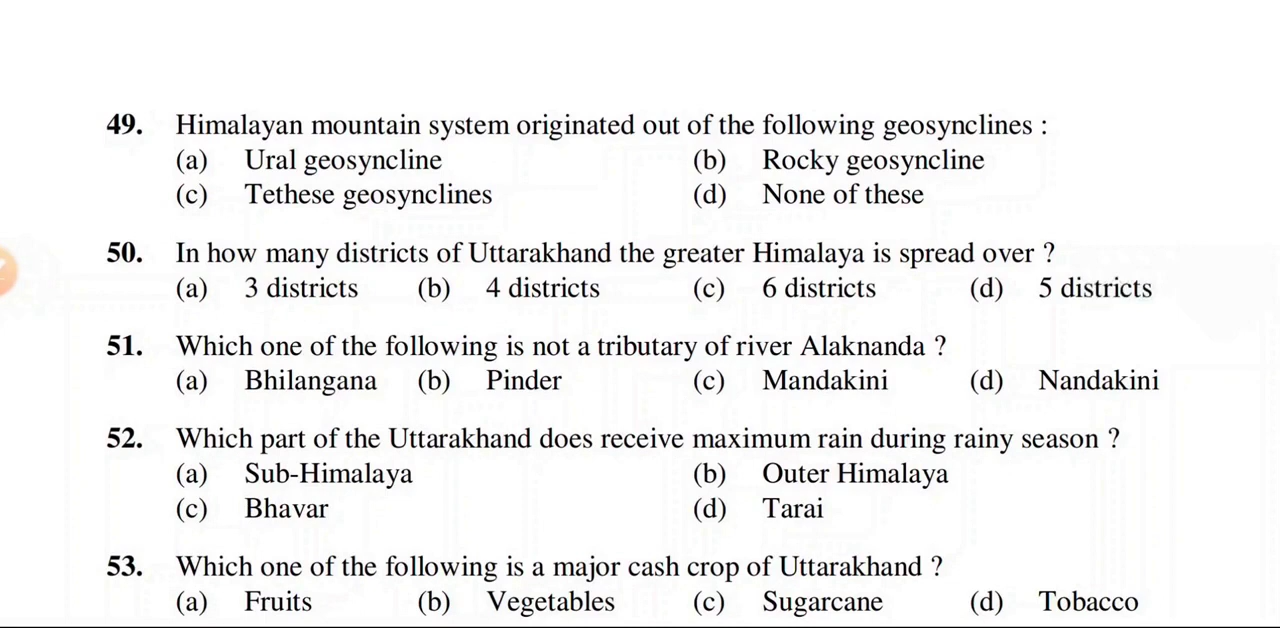 49. Himalayan mountain system originated out of the following geosynclines :
(a) Ural geosyncline (b) Rocky geosyncline
(c) Tethese geosynclines (d) None of these
50. In how many districts of Uttarakhand the greater Himalaya is spread over ?
(a) 3 districts (b) 4 districts (c) 6 districts (d) 5 districts
51. Which one of the following is not a tributary of river Alaknanda ?
(a) Bhilangana (b) Pinder (c) Mandakini (d) Nandakini
52. Which part of the Uttarakhand does receive maximum rain during rainy season ?
(a) Sub-Himalaya (b) Outer Himalaya
(c) Bhavar (d) Tarai
53. Which one of the following is a major cash crop of Uttarakhand ?
(a) Fruits (b) Vegetables (c) Sugarcane (d) Tobacco